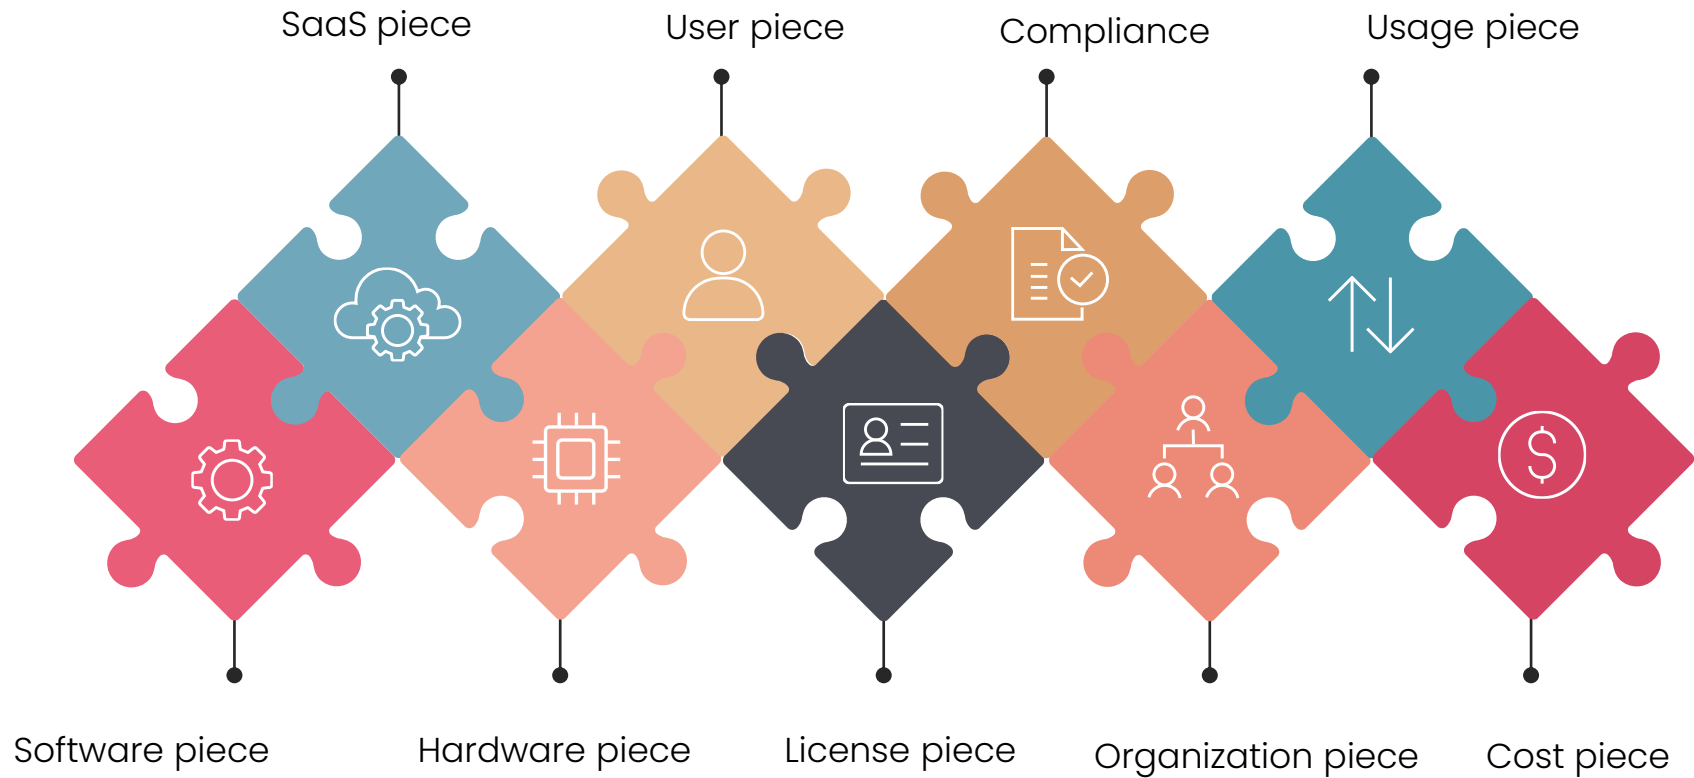 SaaS piece
User piece
Compliance
Usage piece
$
Software piece
Hardware piece
License piece
Organization piece
Cost piece